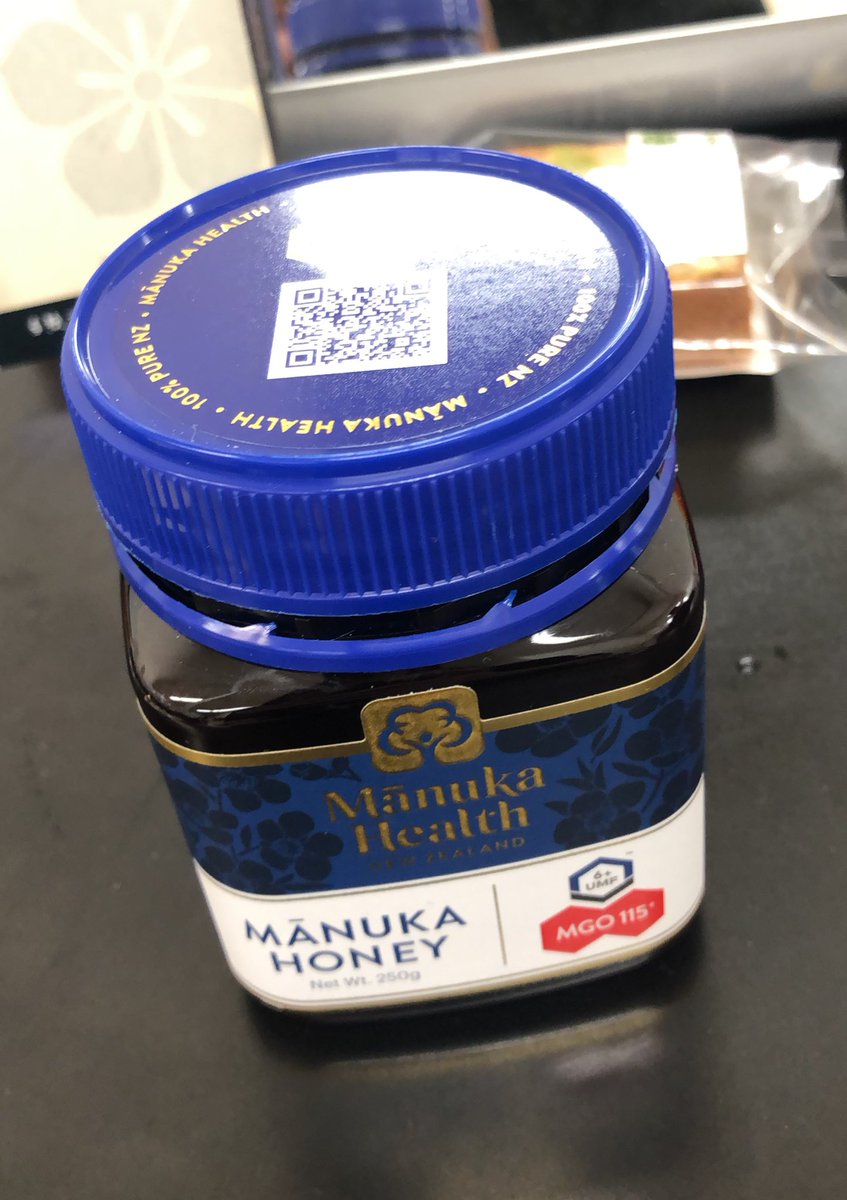 MĀNUKA HEALTH
• 100% PURE NZ •
MĀNUKA HEALTH
• 100% PURE NZ •
Mānuka
Health
NEW ZEALAND
MĀNUKA
HONEY
Net Wt. 250g
6+
UMF™
MGO 115+